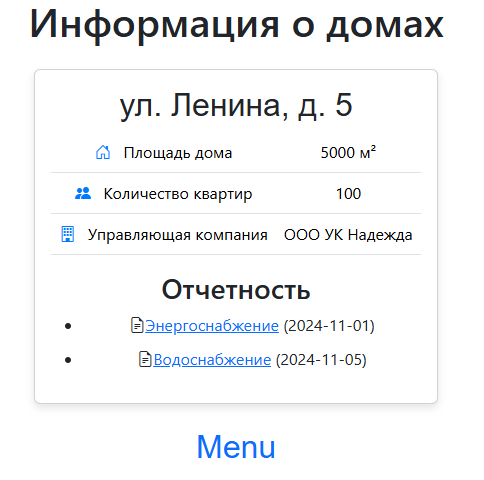 Информация о домах
ул. Ленина, д. 5
Площадь дома 5000 м²
Количество квартир 100
Управляющая компания ООО УК Надежда
Отчетность
Энергоснабжение (2024-11-01)
Водоснабжение (2024-11-05)
Menu